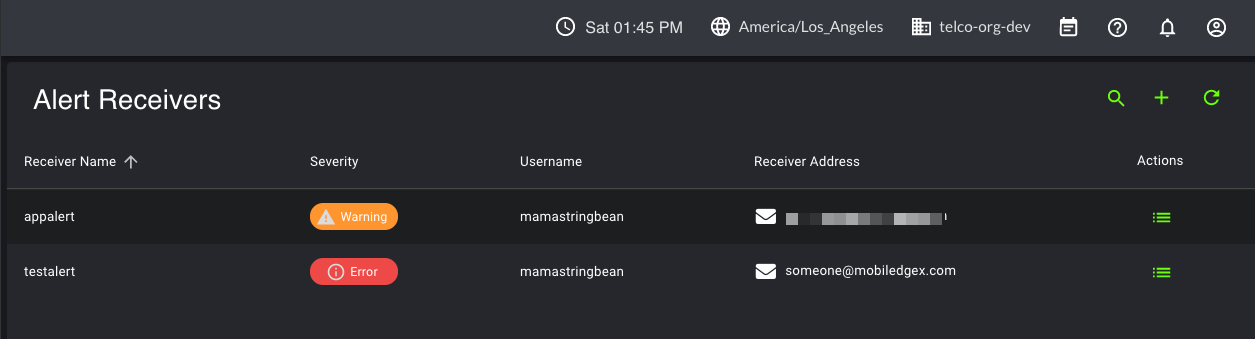 Sat 01:45 PM America/Los_Angeles telco-org-dev
Alert Receivers
Receiver Name Severity Username Receiver Address Actions
appalert Warning mamastringbean
testalert Error mamastringbean someone@mobiledgex.com